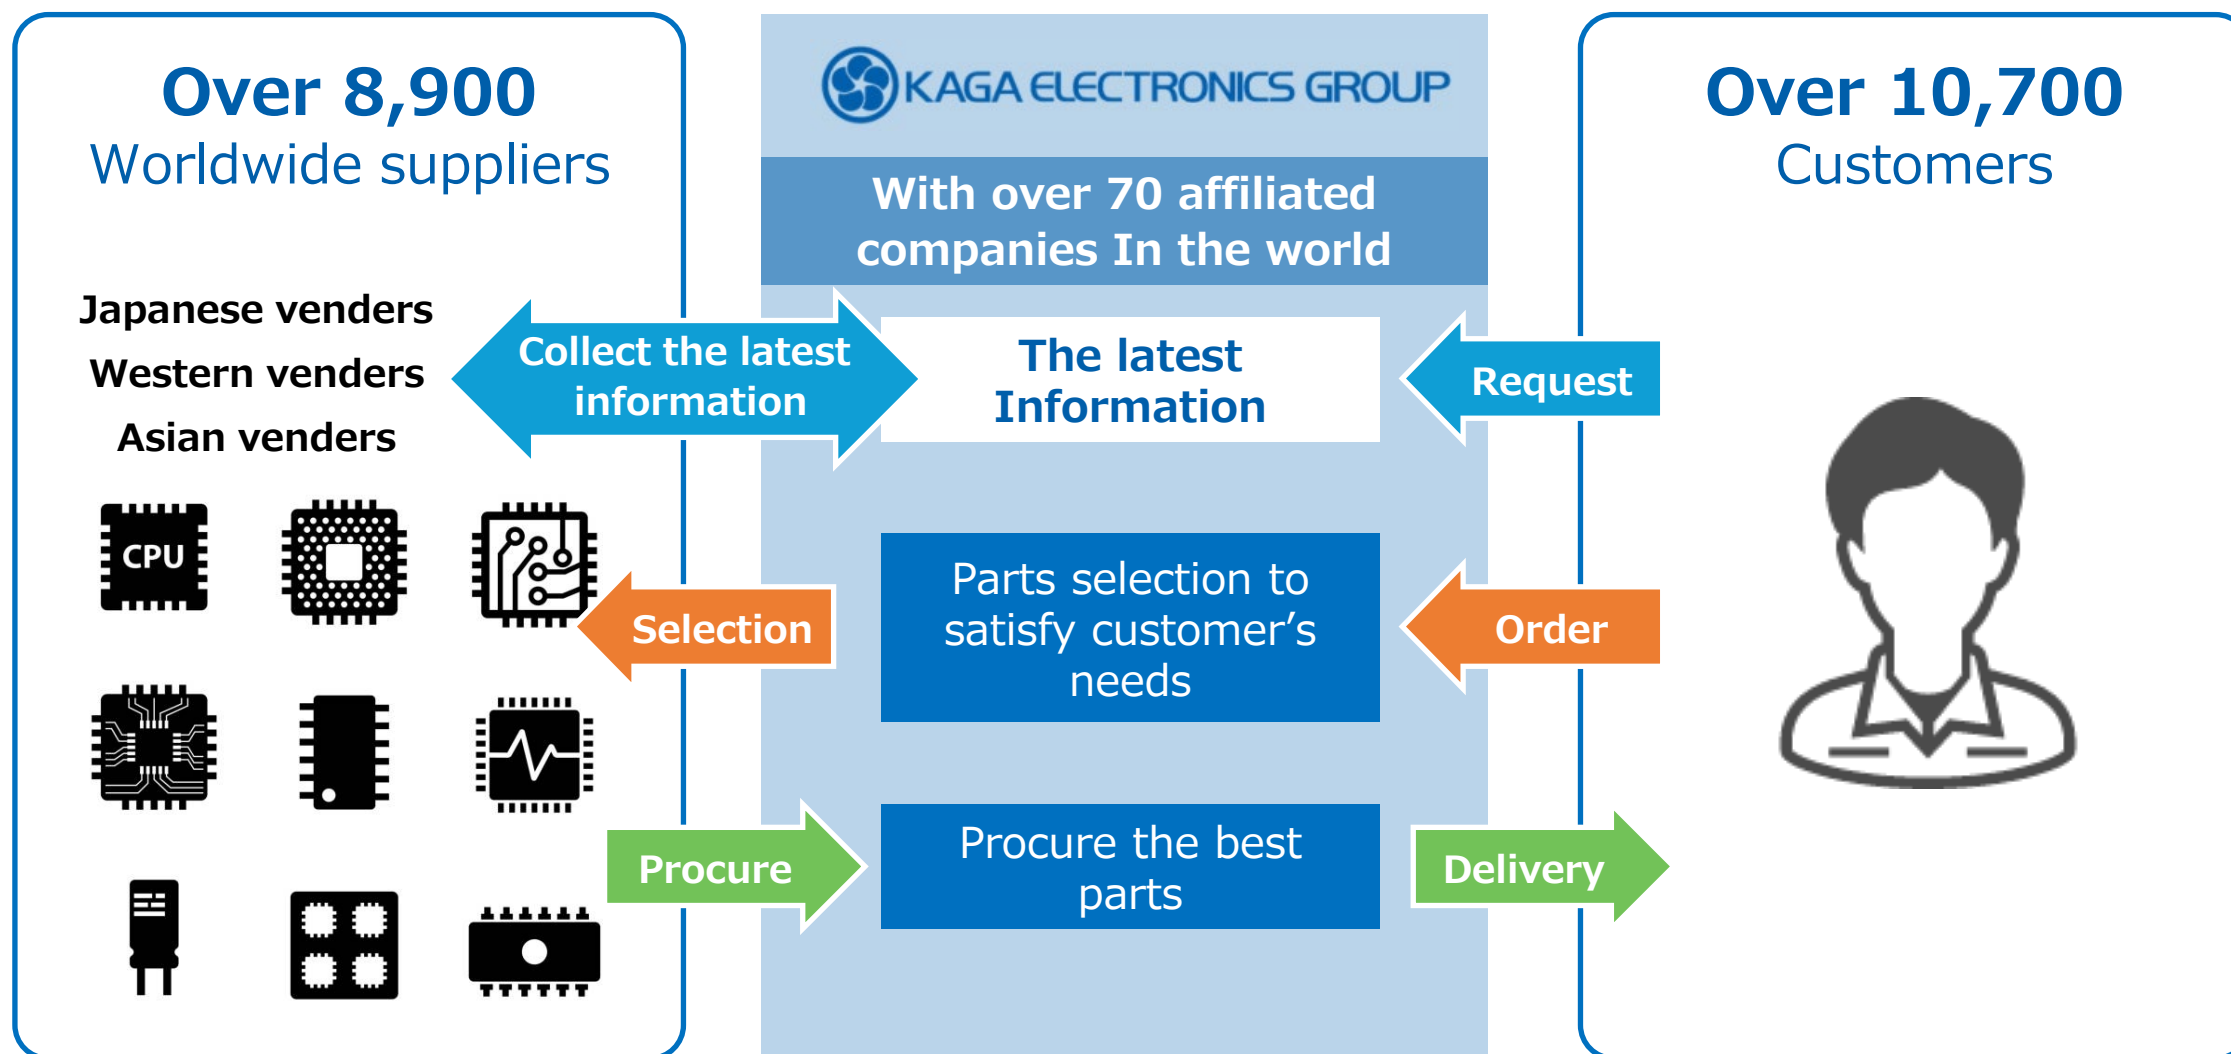 Over 8,900
Worldwide suppliers
Japanese venders
Western venders
Asian venders
CPU
KAGA ELECTRONICS GROUP
With over 70 affiliated
companies In the world
Collect the latest
information
The latest
Information
Request
Selection
Parts selection to
satisfy customer’s
needs
Order
Procure
Procure the best
parts
Delivery
Over 10,700
Customers